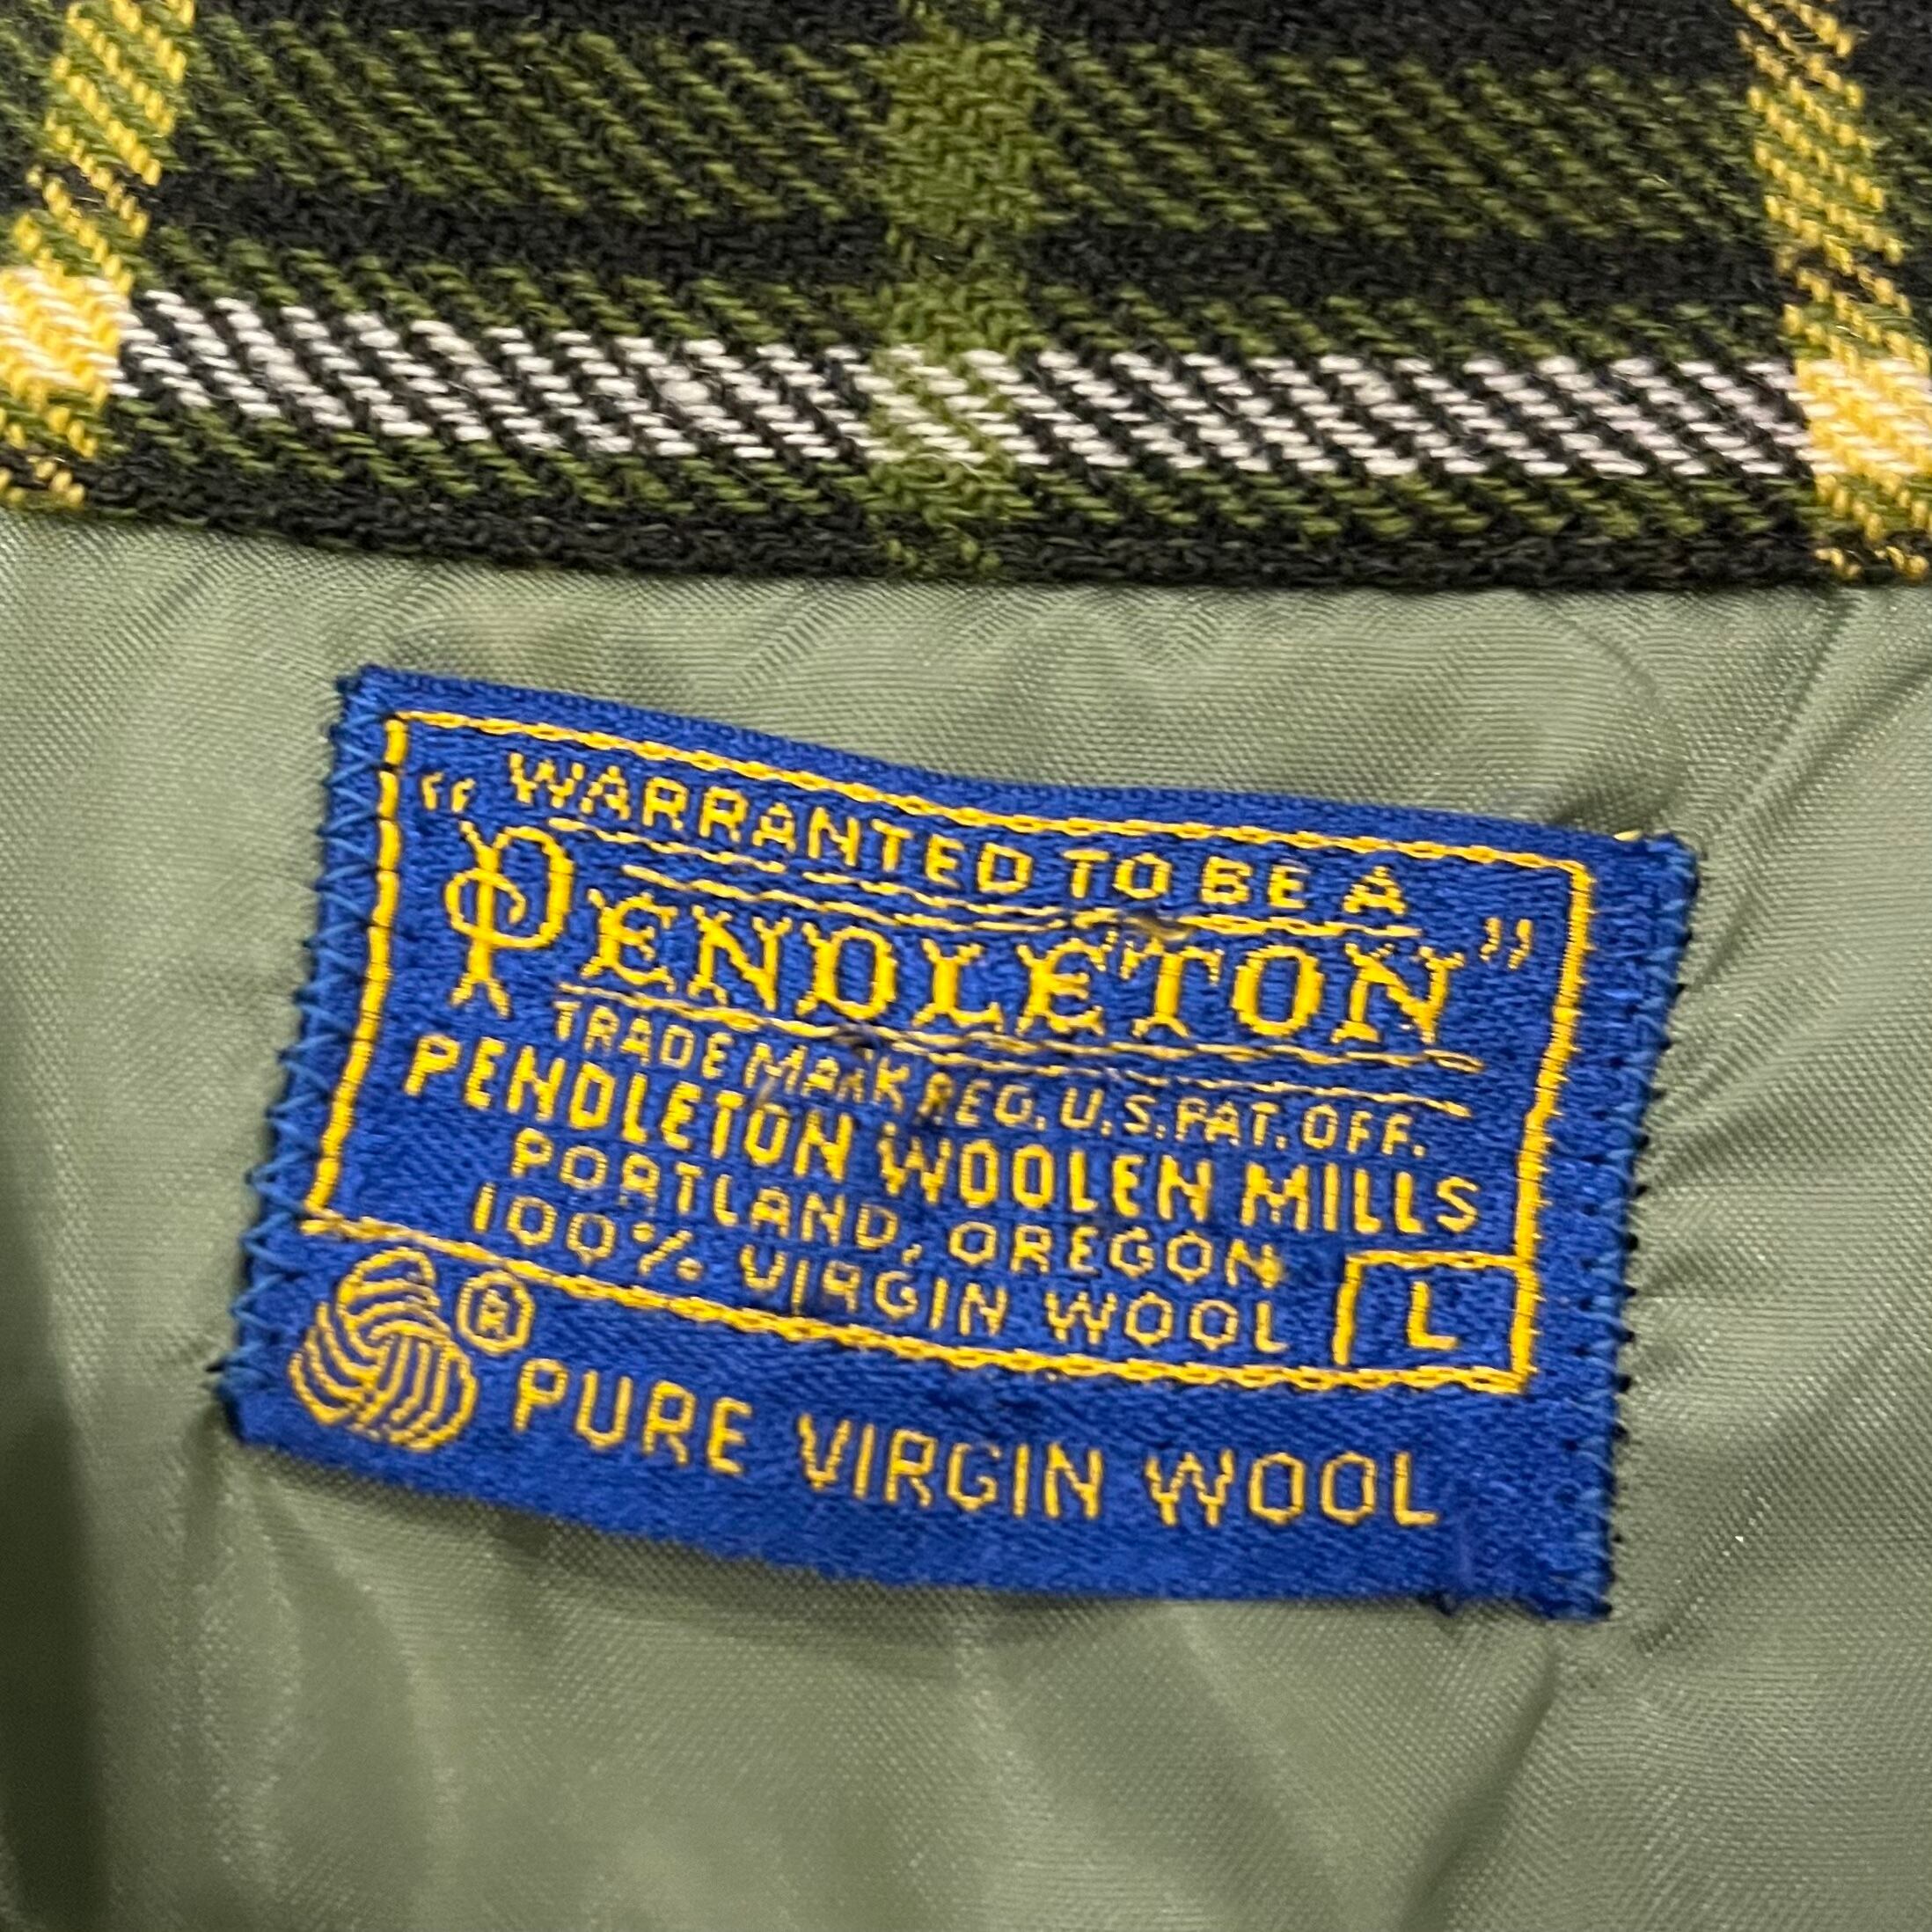 WARRANTED TO BE A
"PENDLETON"
TRADE MARK REG. U.S. PAT. OFF.
PENDLETON WOOLEN MILLS
PORTLAND, OREGON
100% VIRGIN WOOL L
® PURE VIRGIN WOOL